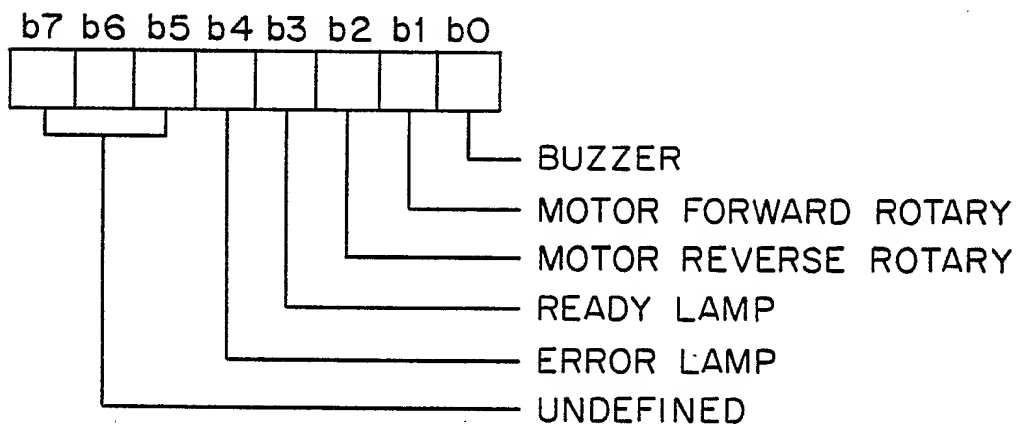 b7 b6 b5 b4 b3 b2 b1 b0
BUZZER
MOTOR FORWARD ROTARY
MOTOR REVERSE ROTARY
READY LAMP
ERROR LAMP
UNDEFINED